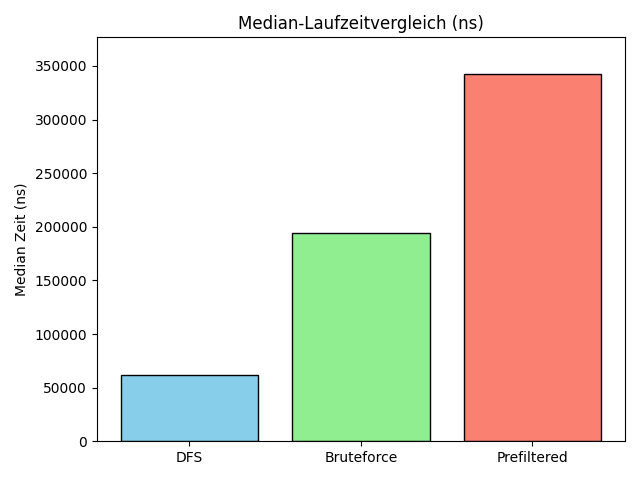 Median-Laufzeitvergleich (ns)
Median Zeit (ns)
350000
300000
250000
200000
150000
100000
50000
0
DFS
Bruteforce
Prefiltered